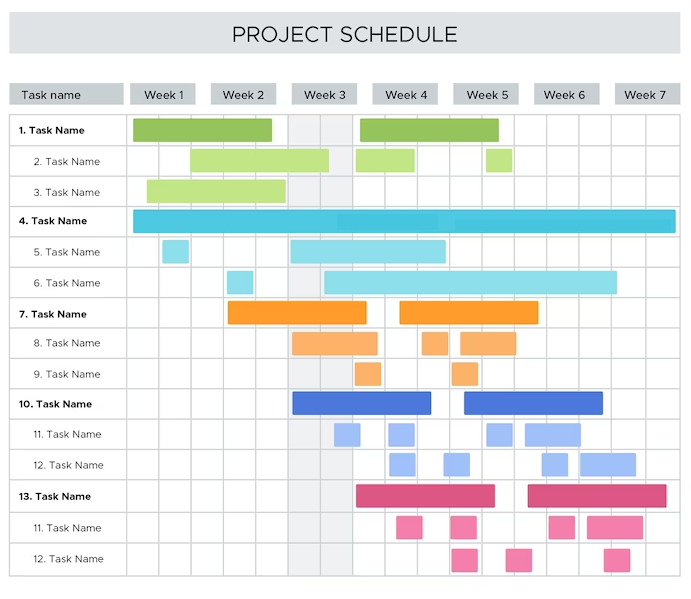 PROJECT SCHEDULE
Task name Week 1 Week 2 Week 3 Week 4 Week 5 Week 6 Week 7
1. Task Name
2. Task Name
3. Task Name
4. Task Name
5. Task Name
6. Task Name
7. Task Name
8. Task Name
9. Task Name
10. Task Name
11. Task Name
12. Task Name
13. Task Name
11. Task Name
12. Task Name